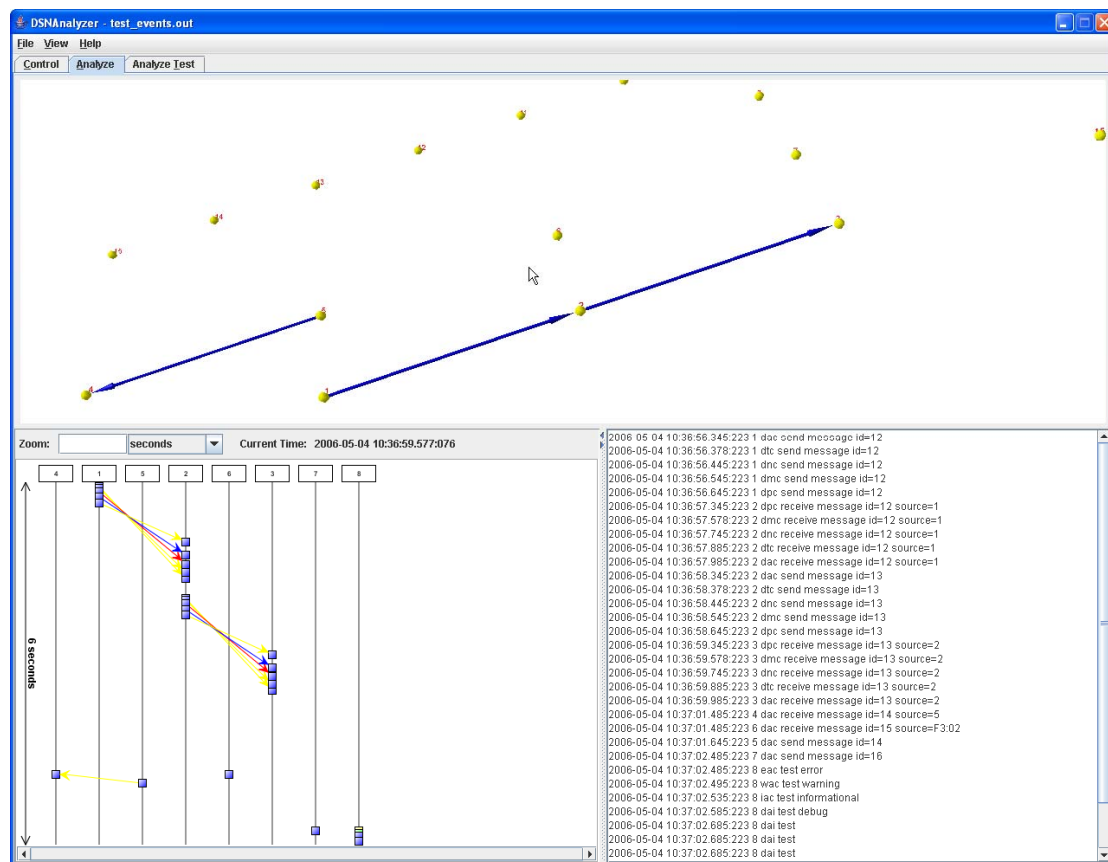 DSNAnalyzer - test_events.out
File View Help
Control Analyze Analyze Test
12
13
14
15
1
Zoom: seconds Current Time: 2006-05-04 10:36:59.577:076
4 1 5 2 6 3 7 8
6 seconds
2006-05-04 10:36:56.345:223 1 dac send message id=12
2006-05-04 10:36:56.378:223 1 dtc send message id=12
2006-05-04 10:36:56.445:223 1 dnc send message id=12
2006-05-04 10:36:56.545:223 1 dmc send message id=12
2006-05-04 10:36:56.645:223 1 dpc send message id=12
2006-05-04 10:36:57.345:223 2 dpc receive message id=12 source=1
2006-05-04 10:36:57.578:223 2 dmc receive message id=12 source=1
2006-05-04 10:36:57.745:223 2 dnc receive message id=12 source=1
2006-05-04 10:36:57.885:223 2 dtc receive message id=12 source=1
2006-05-04 10:36:57.985:223 2 dac receive message id=12 source=1
2006-05-04 10:36:58.345:223 2 dac send message id=13
2006-05-04 10:36:58.378:223 2 dtc send message id=13
2006-05-04 10:36:58.445:223 2 dnc send message id=13
2006-05-04 10:36:58.545:223 2 dmc send message id=13
2006-05-04 10:36:58.645:223 2 dpc send message id=13
2006-05-04 10:36:59.345:223 3 dpc receive message id=13 source=2
2006-05-04 10:36:59.578:223 3 dmc receive message id=13 source=2
2006-05-04 10:36:59.745:223 3 dnc receive message id=13 source=2
2006-05-04 10:36:59.885:223 3 dtc receive message id=13 source=2
2006-05-04 10:36:59.985:223 3 dac receive message id=13 source=2
2006-05-04 10:37:01.485:223 4 dac receive message id=14 source=5
2006-05-04 10:37:01.485:223 6 dac receive message id=15 source=F3:02
2006-05-04 10:37:01.645:223 5 dac send message id=14
2006-05-04 10:37:02.485:223 7 dac send message id=16
2006-05-04 10:37:02.485:223 8 eac test error
2006-05-04 10:37:02.495:223 8 wac test warning
2006-05-04 10:37:02.535:223 8 iac test informational
2006-05-04 10:37:02.585:223 8 dai test debug
2006-05-04 10:37:02.685:223 8 dai test
2006-05-04 10:37:02.685:223 8 dai test
2006-05-04 10:37:02.685:223 8 dai test